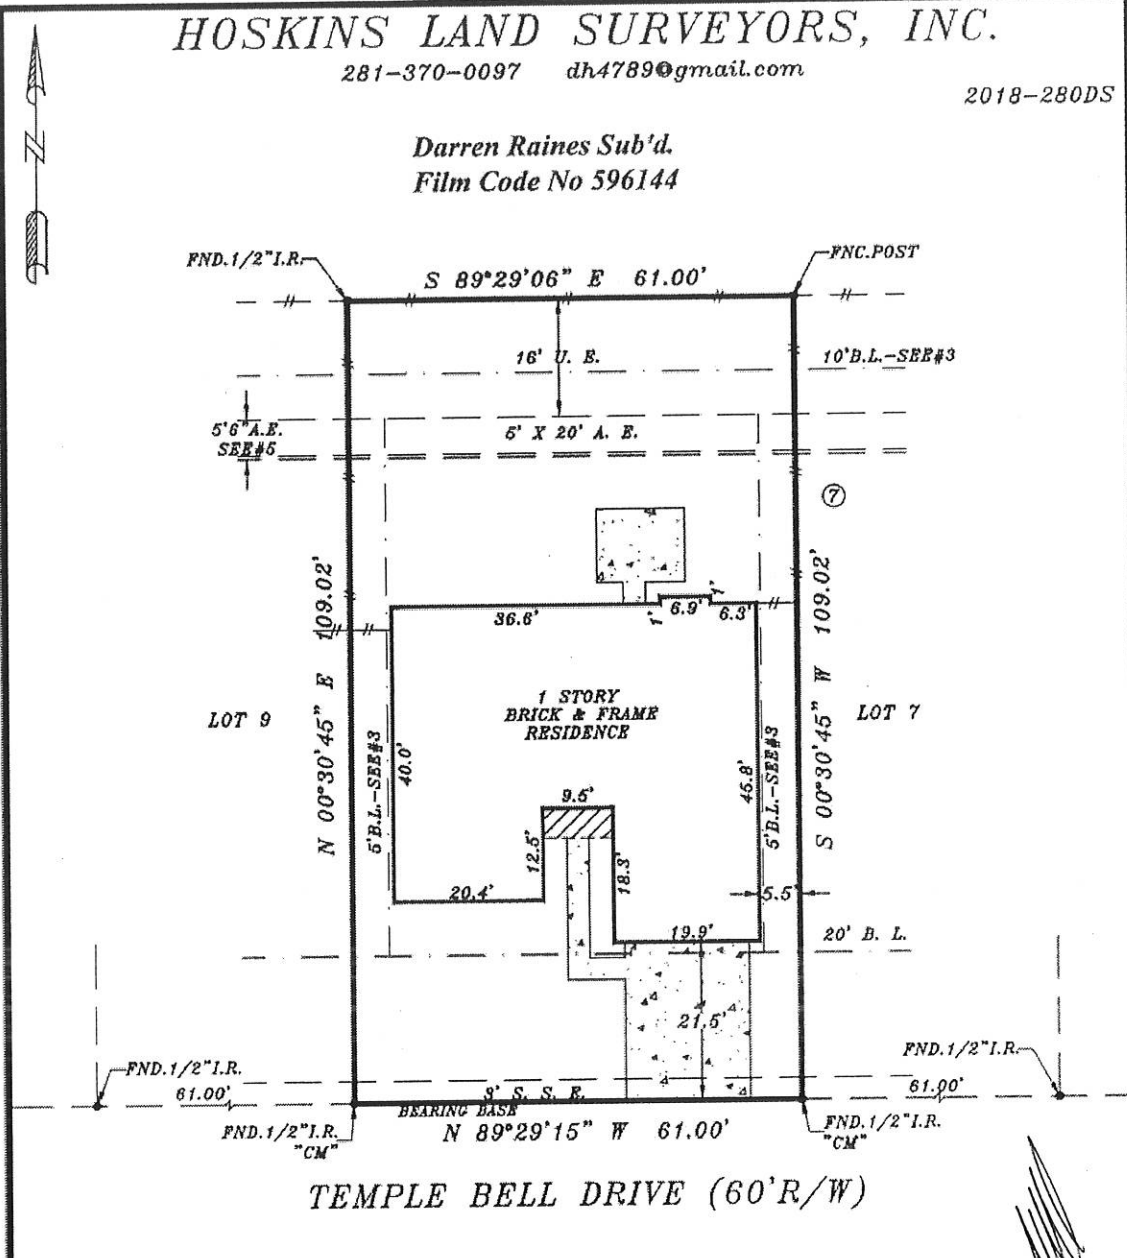 HOSKINS LAND SURVEYORS, INC.
281-370-0097 dh4789@gmail.com
2018-280DS
N
Darren Raines Sub'd.
Film Code No 596144
FND.1/2"I.R.
FNC.POST
S 89°29'06" E 61.00'
16' U. E.
10'B.L.-SEE#3
5'6"A.E.
SEE#5
5' X 20' A. E.
7
N 00°30'45" E 109.02'
S 00°30'45" W 109.02'
36.6'
1'
6.9'
1'
6.3'
1 STORY
BRICK & FRAME
RESIDENCE
LOT 9
LOT 7
5'B.L.-SEE#3
40.0'
45.8'
5'B.L.-SEE#3
9.5'
12.5'
18.3'
20.4'
5.5'
19.9'
20' B. L.
21.5'
FND.1/2"I.R.
61.00'
FND.1/2"I.R.
61.00'
3' S. S. E.
BEARING BASE
FND.1/2"I.R.
"CM"
N 89°29'15" W 61.00'
FND.1/2"I.R.
"CM"
TEMPLE BELL DRIVE (60'R/W)